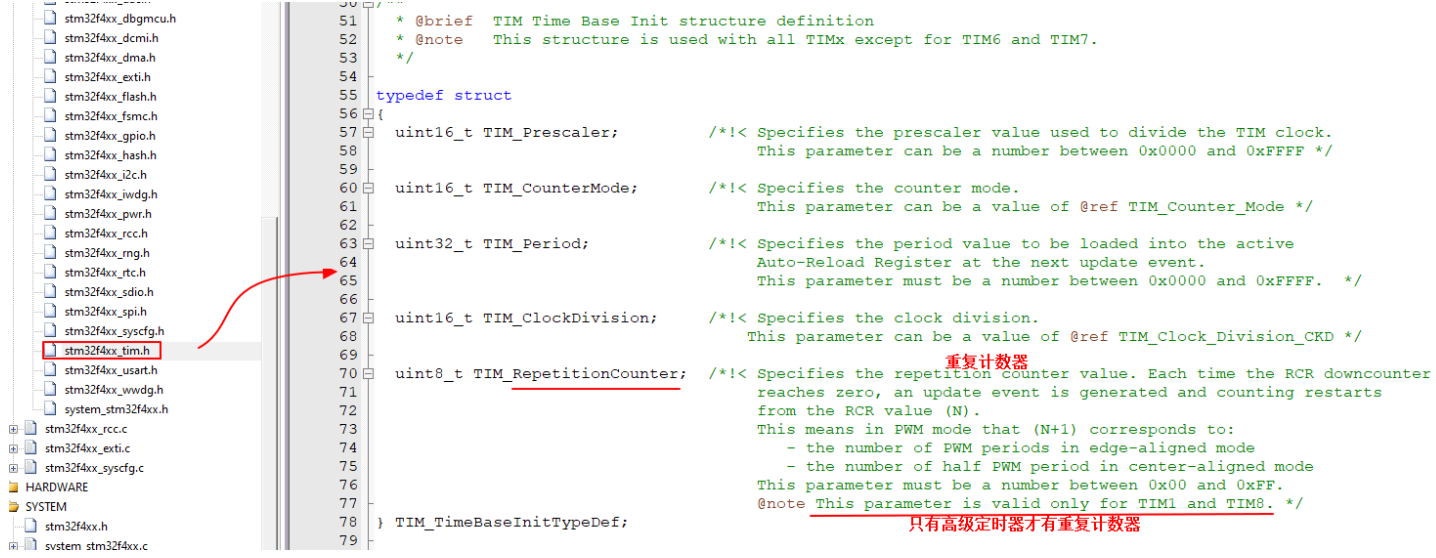 stm32f4xx_dbgmcu.h
stm32f4xx_dcmi.h
stm32f4xx_dma.h
stm32f4xx_exti.h
stm32f4xx_flash.h
stm32f4xx_fsmc.h
stm32f4xx_gpio.h
stm32f4xx_hash.h
stm32f4xx_i2c.h
stm32f4xx_iwdg.h
stm32f4xx_pwr.h
stm32f4xx_rcc.h
stm32f4xx_rng.h
stm32f4xx_rtc.h
stm32f4xx_sdio.h
stm32f4xx_spi.h
stm32f4xx_syscfg.h
stm32f4xx_tim.h
stm32f4xx_usart.h
stm32f4xx_wwdg.h
system_stm32f4xx.h
stm32f4xx_rcc.c
stm32f4xx_exti.c
stm32f4xx_syscfg.c
HARDWARE
SYSTEM
stm32f4xx.h
system_stm32f4xx.c
50 /**
51 * @brief TIM Time Base Init structure definition
52 * @note This structure is used with all TIMx except for TIM6 and TIM7.
53 */
54
55 typedef struct
56 {
57 uint16_t TIM_Prescaler; /*!< Specifies the prescaler value used to divide the TIM clock.
58 This parameter can be a number between 0x0000 and 0xFFFF */
59
60 uint16_t TIM_CounterMode; /*!< Specifies the counter mode.
61 This parameter can be a value of @ref TIM_Counter_Mode */
62
63 uint32_t TIM_Period; /*!< Specifies the period value to be loaded into the active
64 Auto-Reload Register at the next update event.
65 This parameter must be a number between 0x0000 and 0xFFFF. */
66
67 uint16_t TIM_ClockDivision; /*!< Specifies the clock division.
68 This parameter can be a value of @ref TIM_Clock_Division_CKD */
69
重复计数器
70 uint8_t TIM_RepetitionCounter; /*!< Specifies the repetition counter value. Each time the RCR downcounter
71 reaches zero, an update event is generated and counting restarts
72 from the RCR value (N).
73 This means in PWM mode that (N+1) corresponds to:
74 - the number of PWM periods in edge-aligned mode
75 - the number of half PWM period in center-aligned mode
76 This parameter must be a number between 0x00 and 0xFF.
77 @note This parameter is valid only for TIM1 and TIM8. */
78 } TIM_TimeBaseInitTypeDef;
只有高级定时器才有重复计数器
79